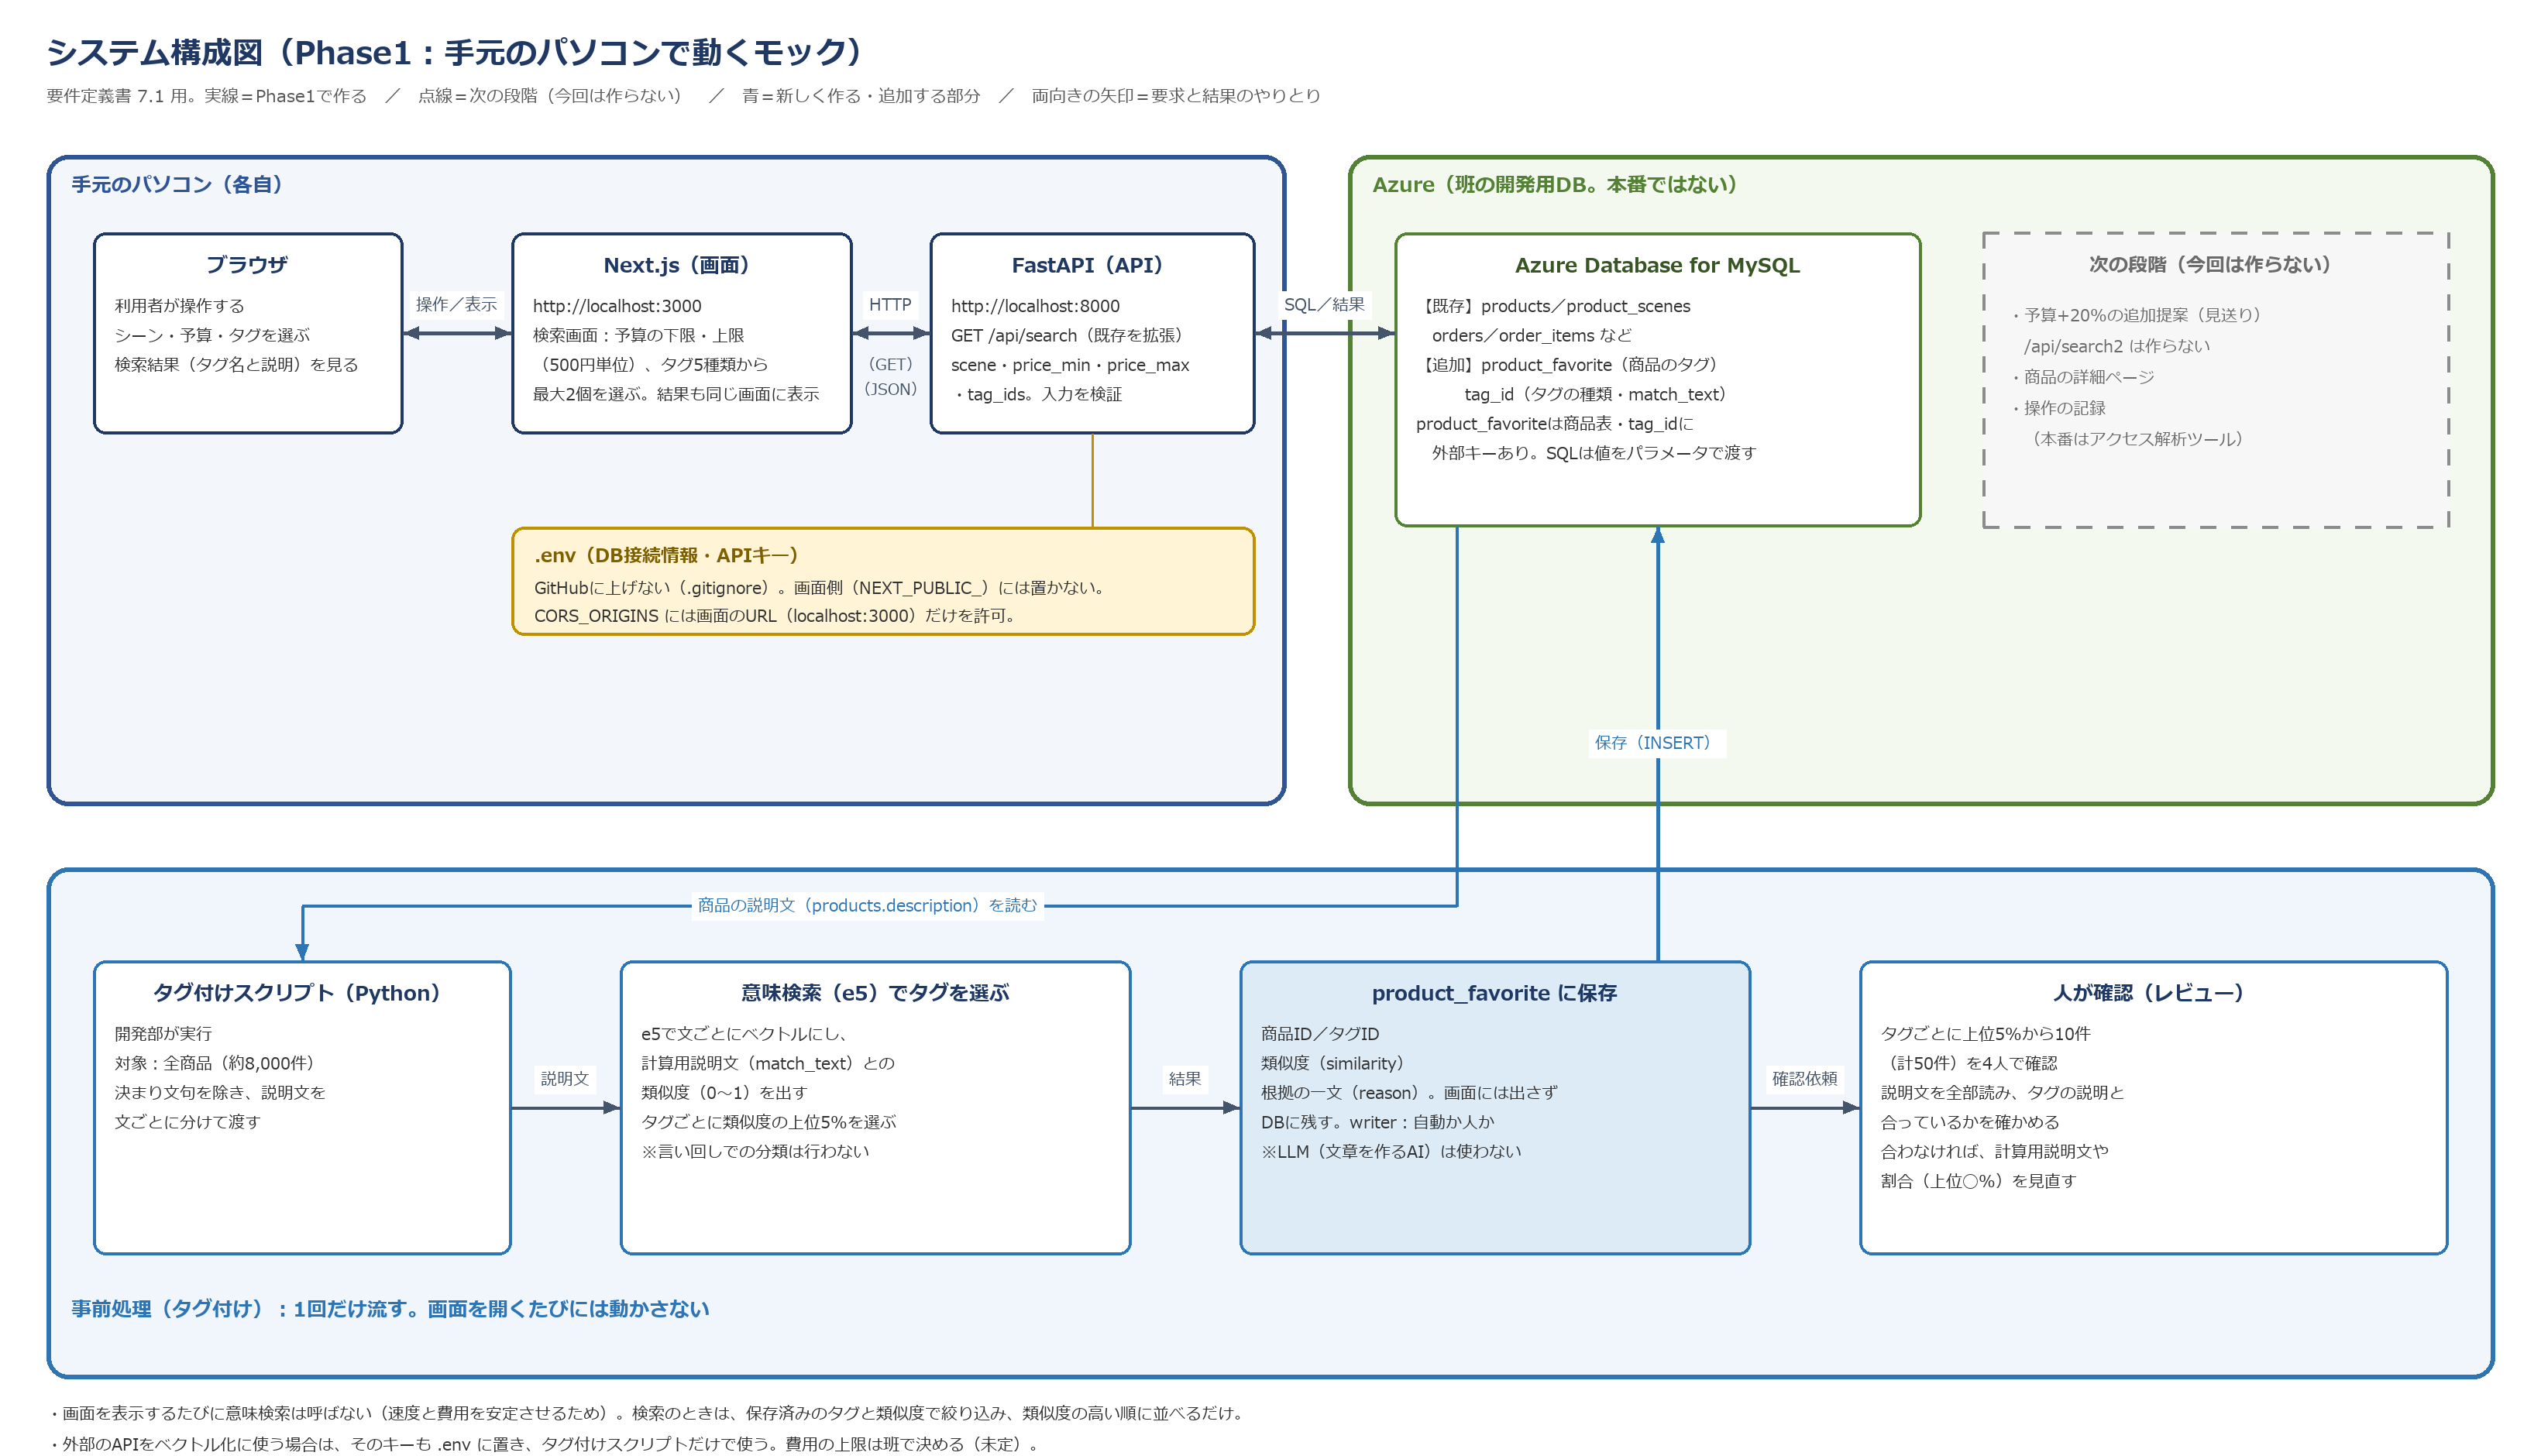 システム構成図（Phase1：手元のパソコンで動くモック）
要件定義書 7.1 用。実線＝Phase1で作る　／　点線＝次の段階（今回は作らない）　／　青＝新しく作る・追加する部分　／　両向きの矢印＝要求と結果のやりとり
手元のパソコン（各自）
ブラウザ
利用者が操作する
シーン・予算・タグを選ぶ
検索結果（タグ名と説明）を見る
操作／表示
Next.js（画面）
http://localhost:3000
検索画面：予算の下限・上限
（500円単位）、タグ5種類から
最大2個を選ぶ。結果も同じ画面に表示
HTTP
（GET）
（JSON）
FastAPI（API）
http://localhost:8000
GET /api/search（既存を拡張）
scene・price_min・price_max
・tag_ids。入力を検証
SQL／結果
.env（DB接続情報・APIキー）
GitHubに上げない（.gitignore）。画面側（NEXT_PUBLIC_）には置かない。
CORS_ORIGINS には画面のURL（localhost:3000）だけを許可。
Azure（班の開発用DB。本番ではない）
Azure Database for MySQL
【既存】products／product_scenes
orders／order_items など
【追加】product_favorite（商品のタグ）
tag_id（タグの種類・match_text）
product_favoriteは商品表・tag_idに
外部キーあり。SQLは値をパラメータで渡す
次の段階（今回は作らない）
・予算+20%の追加提案（見送り）
/api/search2 は作らない
・商品の詳細ページ
・操作の記録
（本番はアクセス解析ツール）
保存（INSERT）
商品の説明文（products.description）を読む
タグ付けスクリプト（Python）
開発部が実行
対象：全商品（約8,000件）
決まり文句を除き、説明文を
文ごとに分けて渡す
説明文
意味検索（e5）でタグを選ぶ
e5で文ごとにベクトルにし、
計算用説明文（match_text）との
類似度（0〜1）を出す
タグごとに類似度の上位5%を選ぶ
※言い回しでの分類は行わない
結果
product_favorite に保存
商品ID／タグID
類似度（similarity）
根拠の一文（reason）。画面には出さず
DBに残す。writer：自動か人か
※LLM（文章を作るAI）は使わない
確認依頼
人が確認（レビュー）
タグごとに上位5%から10件
（計50件）を4人で確認
説明文を全部読み、タグの説明と
合っているかを確かめる
合わなければ、計算用説明文や
割合（上位○%）を見直す
事前処理（タグ付け）：1回だけ流す。画面を開くたびには動かさない
・画面を表示するたびに意味検索は呼ばない（速度と費用を安定させるため）。検索のときは、保存済みのタグと類似度で絞り込み、類似度の高い順に並べるだけ。
・外部のAPIをベクトル化に使う場合は、そのキーも .env に置き、タグ付けスクリプトだけで使う。費用の上限は班で決める（未定）。